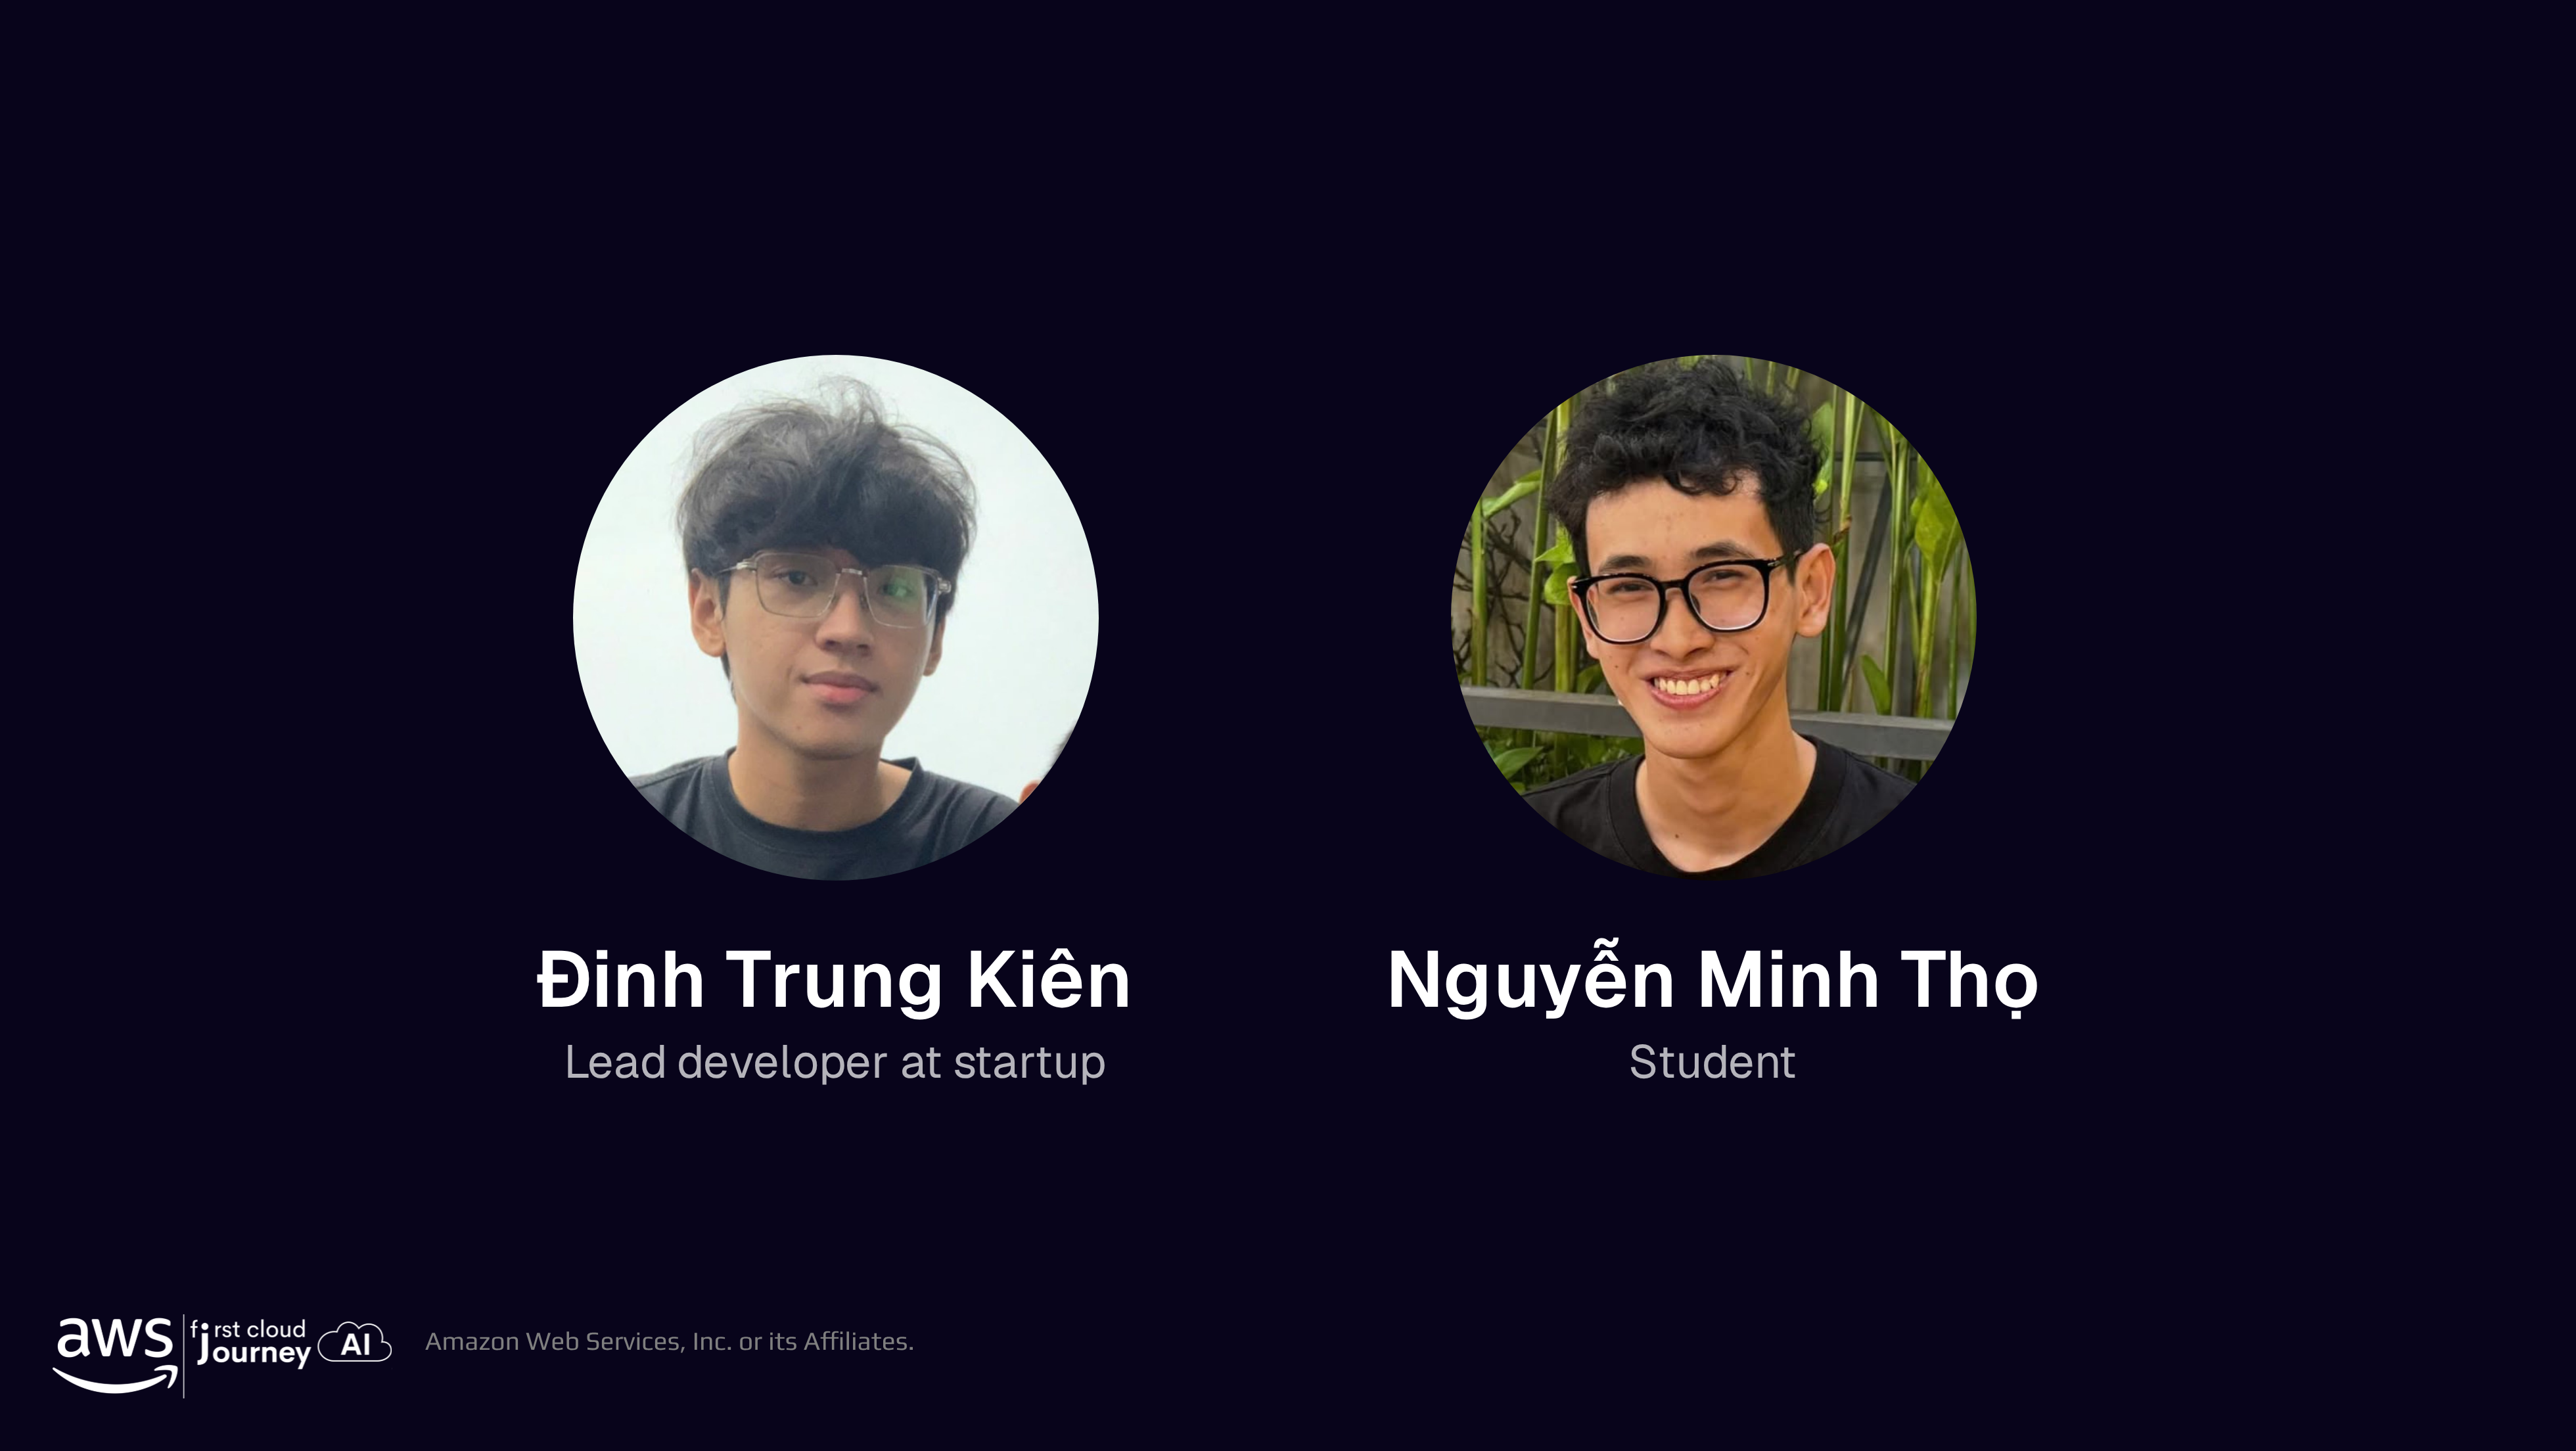 Đinh Trung Kiên
Lead developer at startup
Nguyễn Minh Thọ
Student
aws
first cloud
journey
AI
Amazon Web Services, Inc. or its Affiliates.